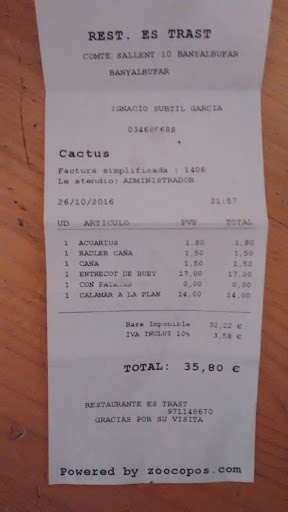 REST. ES TRAST
COMTE SALLENT 10 BANYALBUFAR
BANYALBUFAR
IGNACIO SUBTIL GARCIA
Cactus
Factura simplificada : 1406
Le atendio: ADMINISTRADOR
26/10/2016 21:57
UD ARTICULO PVP TOTAL
1 ACUARIUS 1,80 1,80
1 RADLER CAÑA 1,50 1,50
1 CAÑA 1,50 1,50
1 ENTRECOT DE BUEY 17,00 17,00
1 CON PATATAS 0,00 0,00
1 CALAMAR A LA PLAN 14,00 14,00
Base Imponible 32,22 €
IVA INCLUT 10% 3,58 €
TOTAL: 35,80 €
RESTAURANTE ES TRAST
971148670
GRACIAS POR SU VISITA
Powered by zoocopos.com